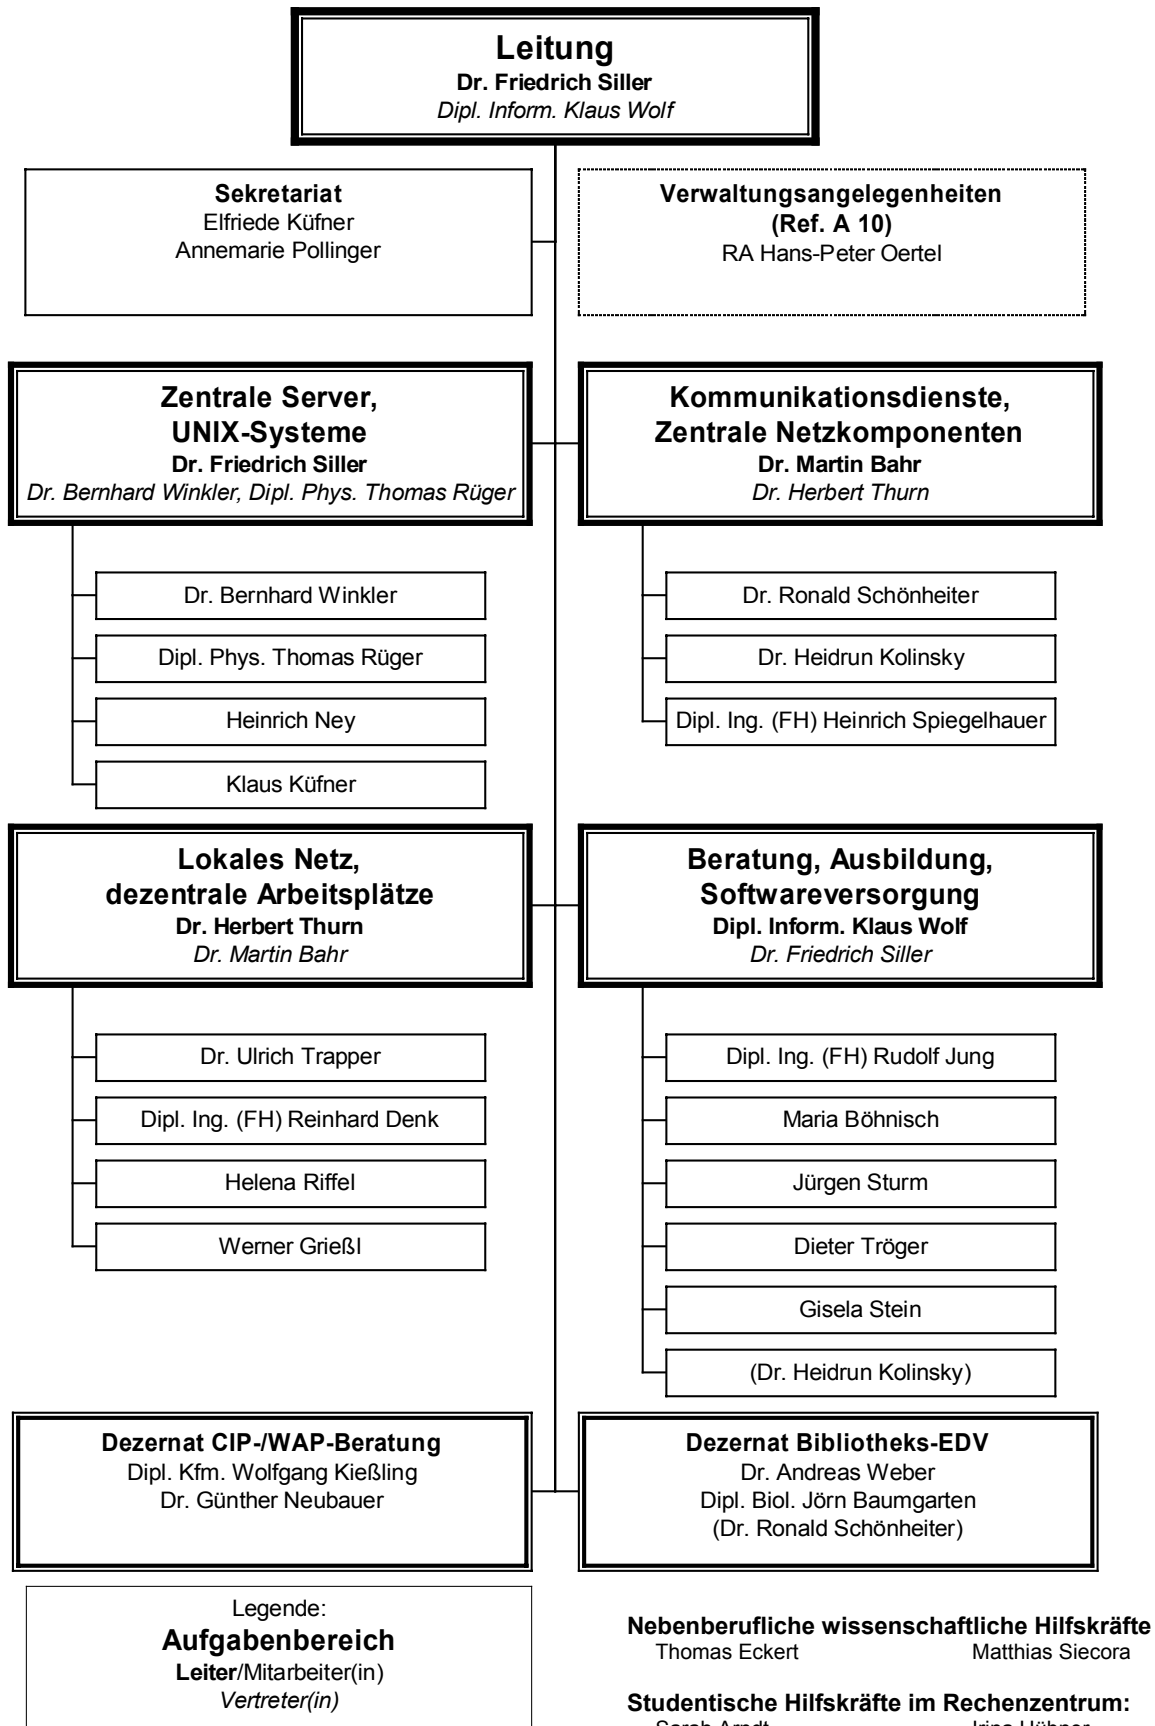 Leitung
Dr. Friedrich Siller
Dipl. Inform. Klaus Wolf
Sekretariat
Elfriede Küfner
Annemarie Pollinger
Verwaltungsangelegenheiten
(Ref. A 10)
RA Hans-Peter Oertel
Zentrale Server,
UNIX-Systeme
Dr. Friedrich Siller
Dr. Bernhard Winkler, Dipl. Phys. Thomas Rüger
Dr. Bernhard Winkler
Dipl. Phys. Thomas Rüger
Heinrich Ney
Klaus Küfner
Kommunikationsdienste,
Zentrale Netzkomponenten
Dr. Martin Bahr
Dr. Herbert Thurn
Dr. Ronald Schönheiter
Dr. Heidrun Kolinsky
Dipl. Ing. (FH) Heinrich Spiegelhauer
Lokales Netz,
dezentrale Arbeitsplätze
Dr. Herbert Thurn
Dr. Martin Bahr
Dr. Ulrich Trapper
Dipl. Ing. (FH) Reinhard Denk
Helena Riffel
Werner Grießl
Beratung, Ausbildung,
Softwareversorgung
Dipl. Inform. Klaus Wolf
Dr. Friedrich Siller
Dipl. Ing. (FH) Rudolf Jung
Maria Böhnisch
Jürgen Sturm
Dieter Tröger
Gisela Stein
(Dr. Heidrun Kolinsky)
Dezernat CIP-/WAP-Beratung
Dipl. Kfm. Wolfgang Kießling
Dr. Günther Neubauer
Dezernat Bibliotheks-EDV
Dr. Andreas Weber
Dipl. Biol. Jörn Baumgarten
(Dr. Ronald Schönheiter)
Legende:
Aufgabenbereich
Leiter/Mitarbeiter(in)
Vertreter(in)
Nebenberufliche wissenschaftliche Hilfskräfte
Thomas Eckert Matthias Siecora
Studentische Hilfskräfte im Rechenzentrum:
Sarah Arndt Irina Hübner